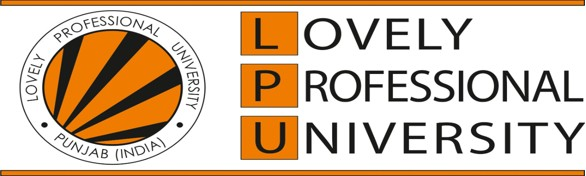 LOVELY PROFESSIONAL UNIVERSITY
• PUNJAB (INDIA) •
LOVELY
PROFESSIONAL
UNIVERSITY